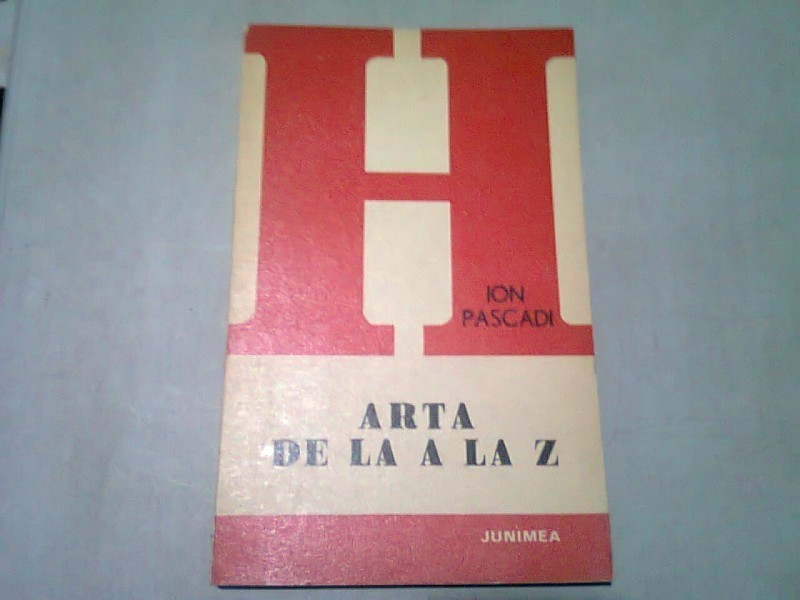 H
ION
PASCADI
ARTA
DE LA A LA Z
JUNIMEA